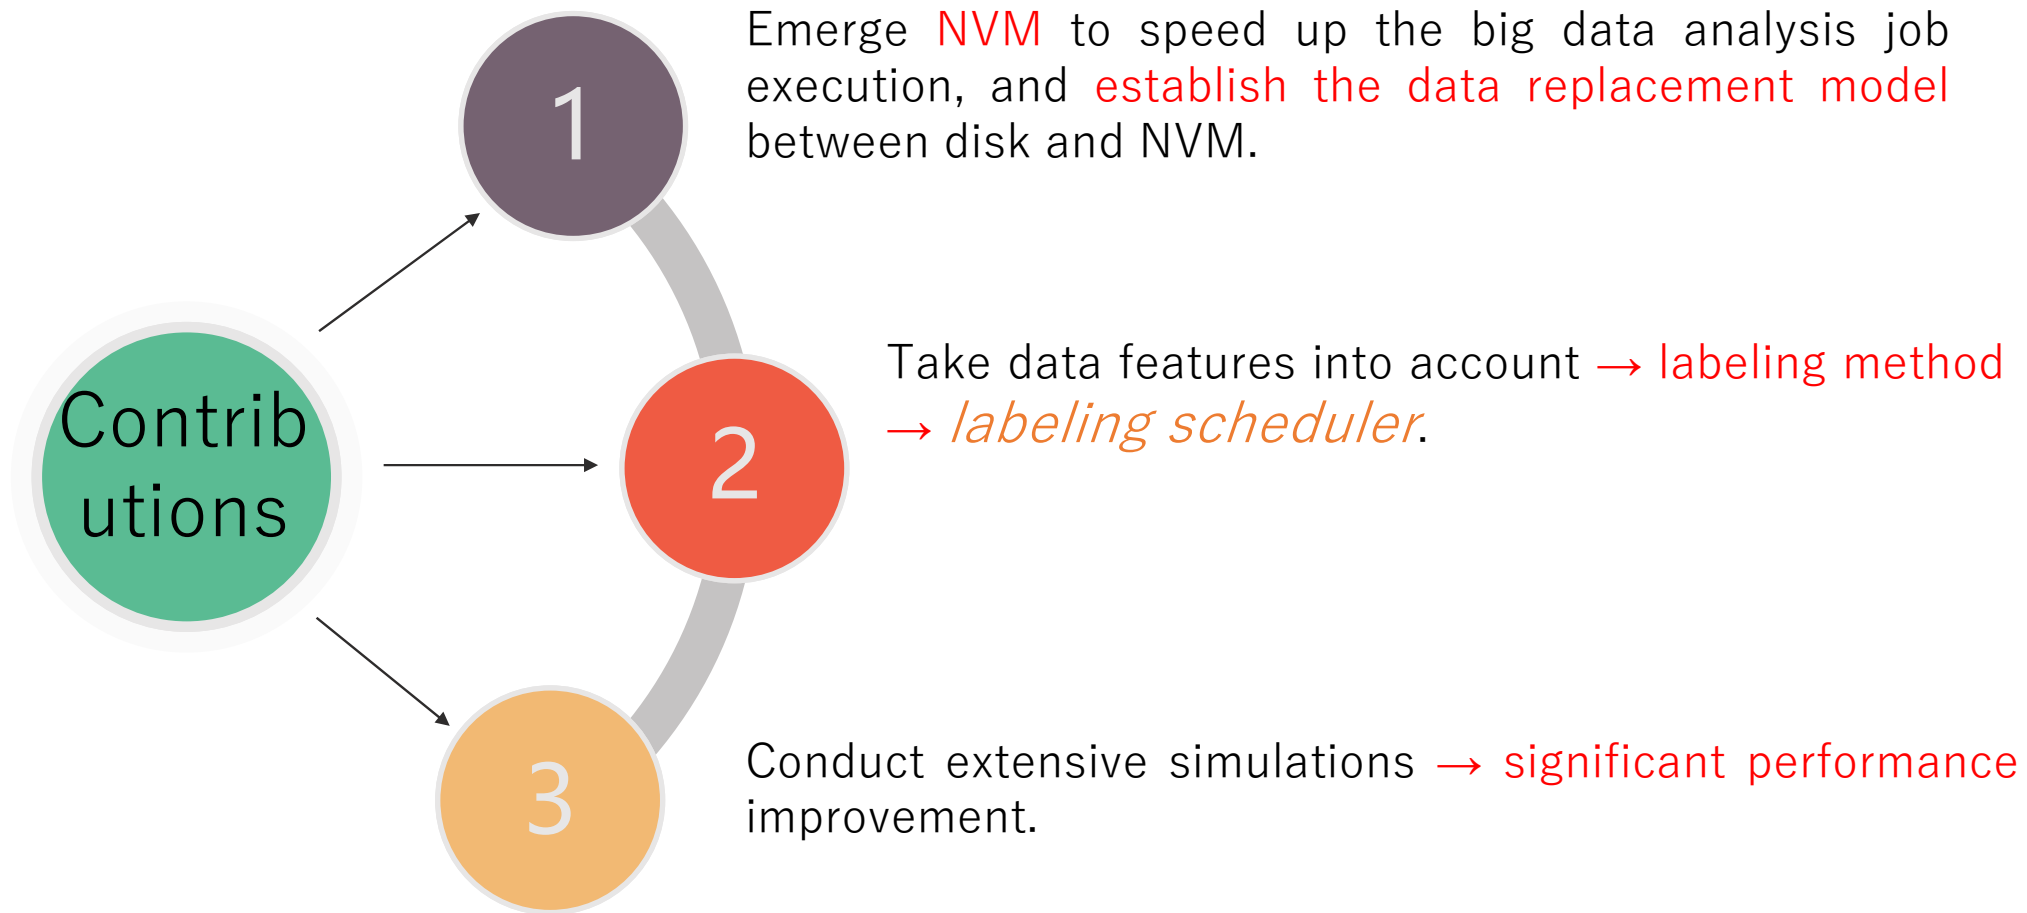 Contrib
utions
1
Emerge NVM to speed up the big data analysis job
execution, and establish the data replacement model
between disk and NVM.
2
Take data features into account → labeling method
→ labeling scheduler.
3
Conduct extensive simulations → significant performance
improvement.